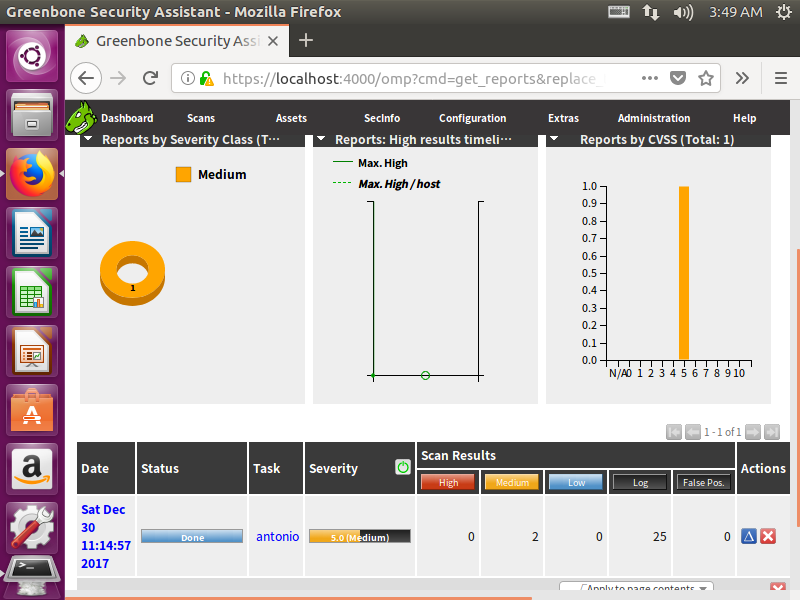 Greenbone Security Assistant - Mozilla Firefox
3:49 AM
Greenbone Security Assi
https://localhost:4000/omp?cmd=get_reports&replace_
Dashboard Scans Assets SecInfo Configuration Extras Administration Help
Reports by Severity Class (T…
Medium
1
Reports: High results timeli…
Max. High
Max. High / host
Reports by CVSS (Total: 1)
1.0
0.9
0.8
0.7
0.6
0.5
0.4
0.3
0.2
0.1
0.0
N/A 0 1 2 3 4 5 6 7 8 9 10
1 - 1 of 1
Date Status Task Severity Scan Results Actions
High Medium Low Log False Pos.
Sat Dec
30
11:14:57
2017
Done antonio 5.0 (Medium) 0 2 0 25 0
Apply to page contents